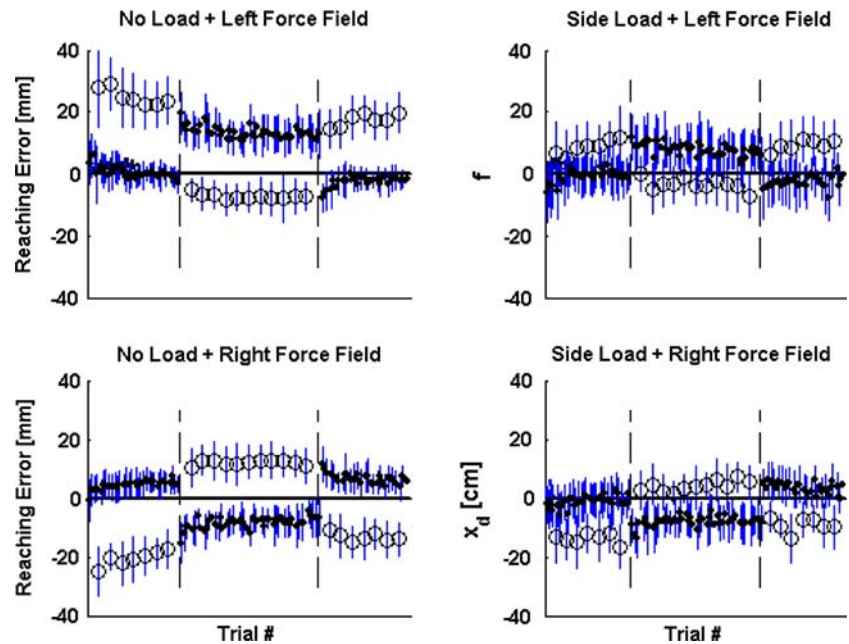 No Load + Left Force Field
Side Load + Left Force Field
40
20
0
-20
-40
Reaching Error [mm]
40
20
0
-20
-40
f
No Load + Right Force Field
Side Load + Right Force Field
40
20
0
-20
-40
Reaching Error [mm]
Trial #
40
20
0
-20
-40
x_d [cm]
Trial #